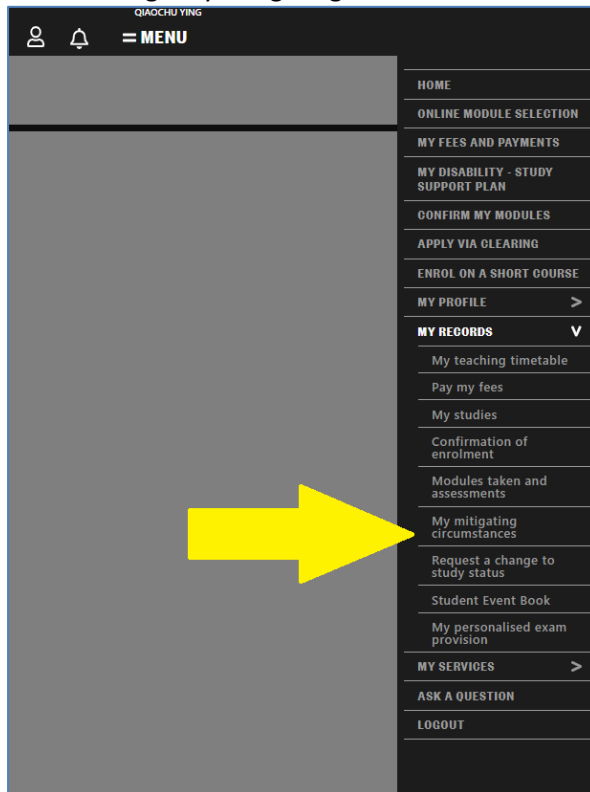 QIAOCHU YING
MENU
HOME
ONLINE MODULE SELECTION
MY FEES AND PAYMENTS
MY DISABILITY - STUDY
SUPPORT PLAN
CONFIRM MY MODULES
APPLY VIA CLEARING
ENROL ON A SHORT COURSE
MY PROFILE >
MY RECORDS V
My teaching timetable
Pay my fees
My studies
Confirmation of
enrolment
Modules taken and
assessments
My mitigating
circumstances
Request a change to
study status
Student Event Book
My personalised exam
provision
MY SERVICES >
ASK A QUESTION
LOGOUT